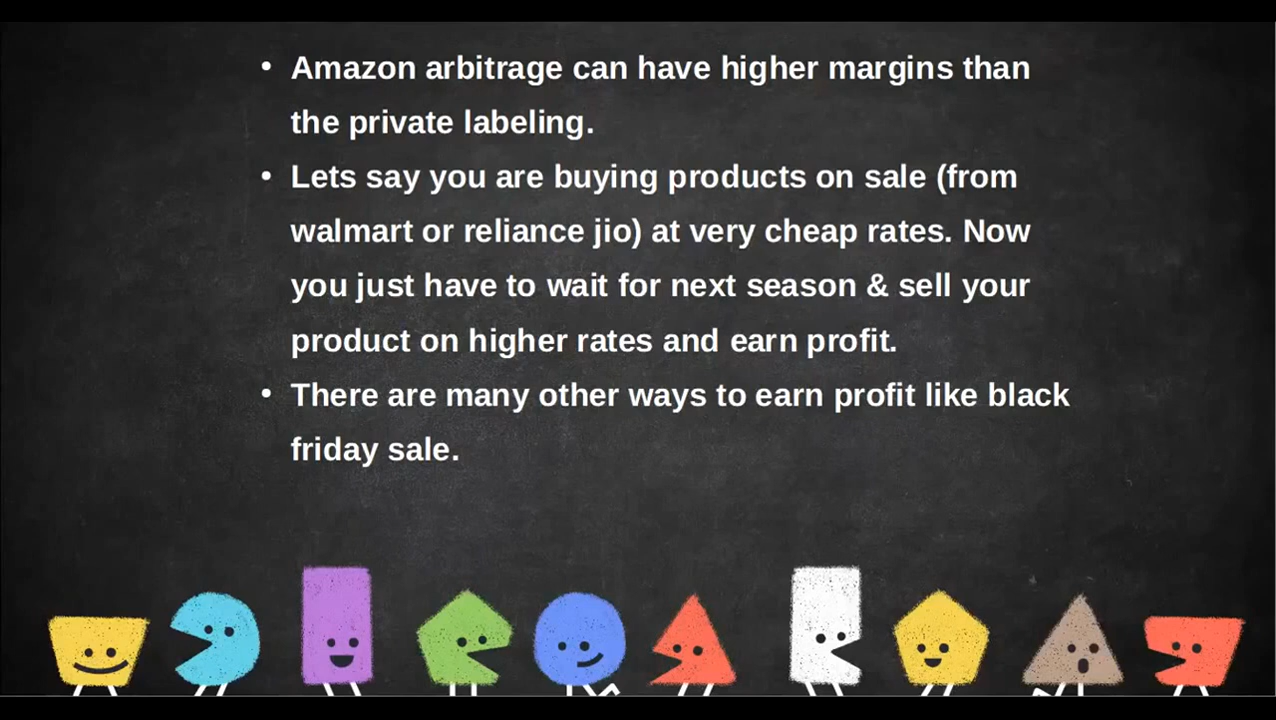 • Amazon arbitrage can have higher margins than
the private labeling.
• Lets say you are buying products on sale (from
walmart or reliance jio) at very cheap rates. Now
you just have to wait for next season & sell your
product on higher rates and earn profit.
• There are many other ways to earn profit like black
friday sale.